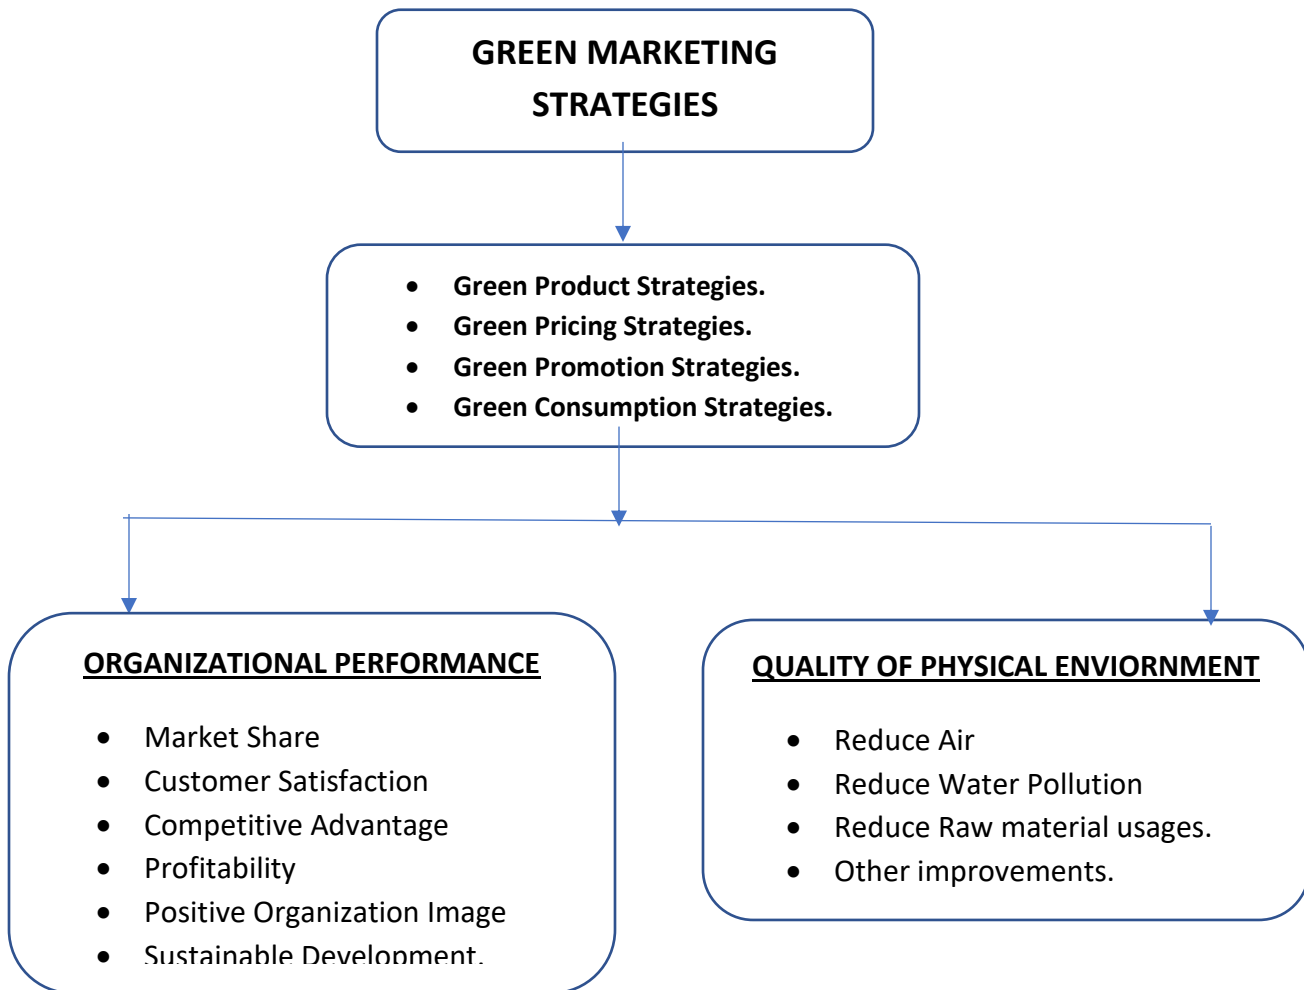 GREEN MARKETING
STRATEGIES
• Green Product Strategies.
• Green Pricing Strategies.
• Green Promotion Strategies.
• Green Consumption Strategies.
ORGANIZATIONAL PERFORMANCE
• Market Share
• Customer Satisfaction
• Competitive Advantage
• Profitability
• Positive Organization Image
• Sustainable Development.
QUALITY OF PHYSICAL ENVIORNMENT
• Reduce Air
• Reduce Water Pollution
• Reduce Raw material usages.
• Other improvements.